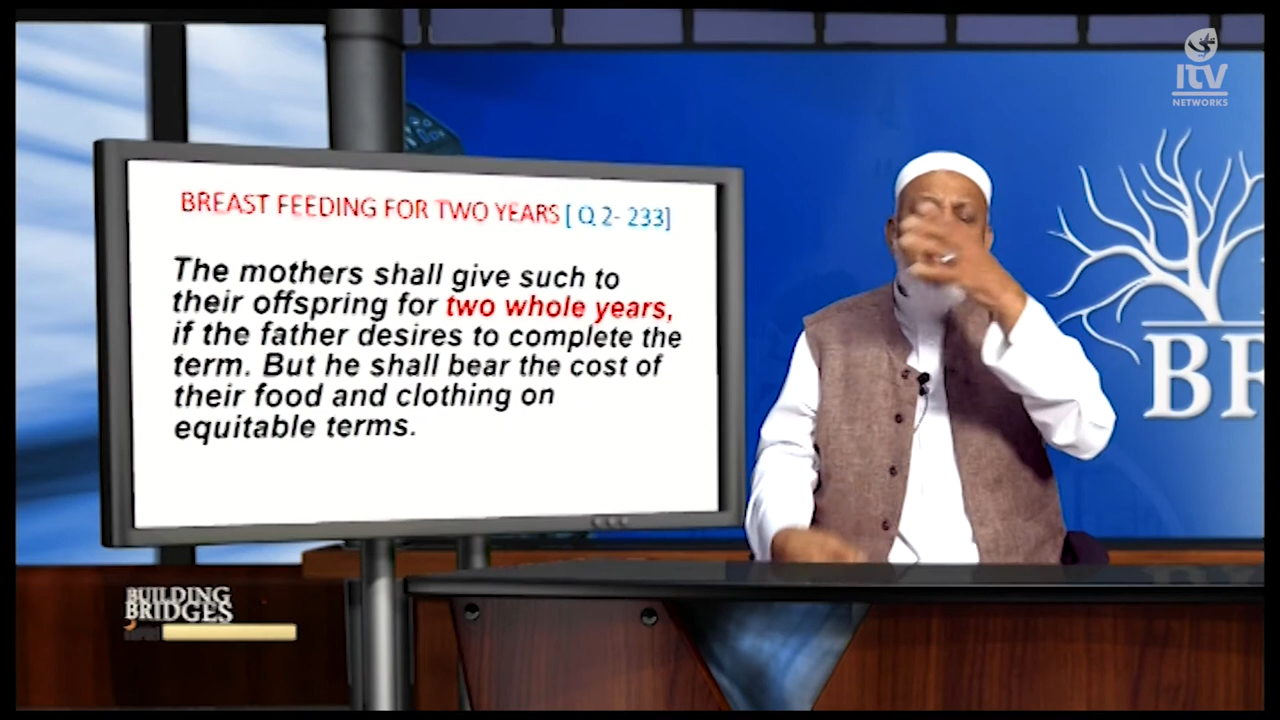 BREAST FEEDING FOR TWO YEARS [ Q 2- 233]
The mothers shall give such to
their offspring for two whole years,
if the father desires to complete the
term. But he shall bear the cost of
their food and clothing on
equitable terms.
ITV
NETWORKS
BR
BUILDING
BRIDGES